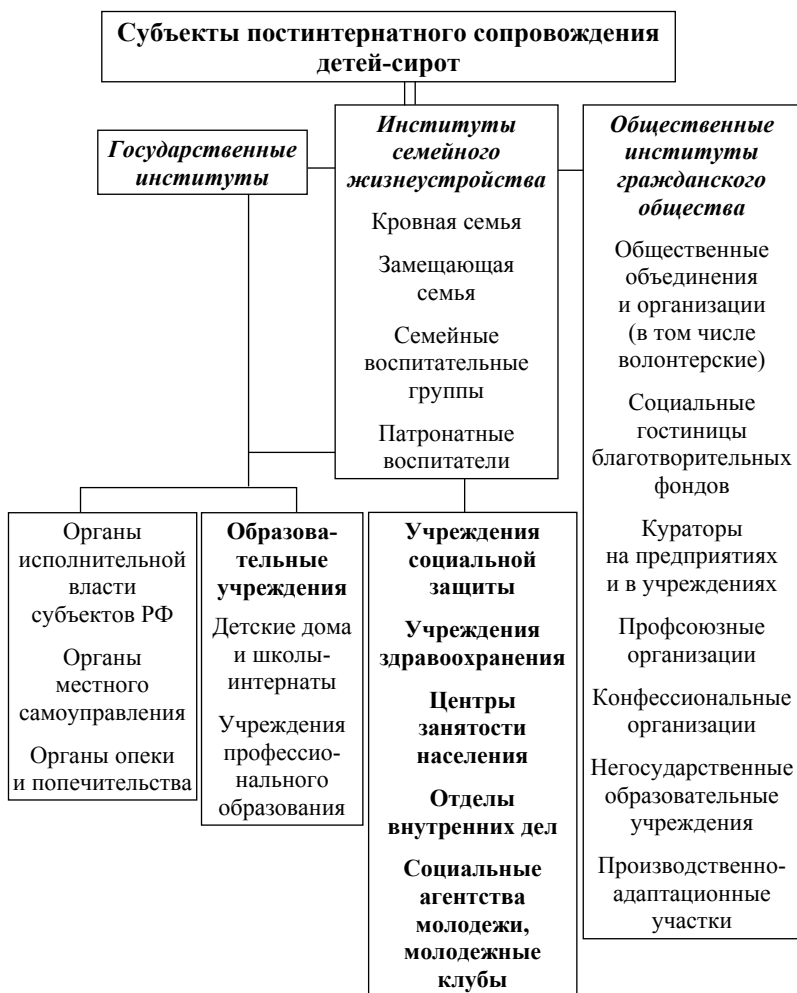 Субъекты постинтернатного сопровождения
детей-сирот
Государственные
институты
Институты
семейного
жизнеустройства
Кровная семья
Замещающая
семья
Семейные
воспитательные
группы
Патронатные
воспитатели
Общественные
институты
гражданского
общества
Общественные
объединения
и организации
(в том числе
волонтерские)
Социальные
гостиницы
благотворительных
фондов
Кураторы
на предприятиях
и в учреждениях
Профсоюзные
организации
Конфессиональные
организации
Негосударственные
образовательные
учреждения
Производственно-
адаптационные
участки
Органы
исполнительной
власти
субъектов РФ
Органы
местного
самоуправления
Органы опеки
и попечительства
Образова-
тельные
учреждения
Детские дома
и школы-
интернаты
Учреждения
профессио-
нального
образования
Учреждения
социальной
защиты
Учреждения
здравоохранения
Центры
занятости
населения
Отделы
внутренних дел
Социальные
агентства
молодежи,
молодежные
клубы